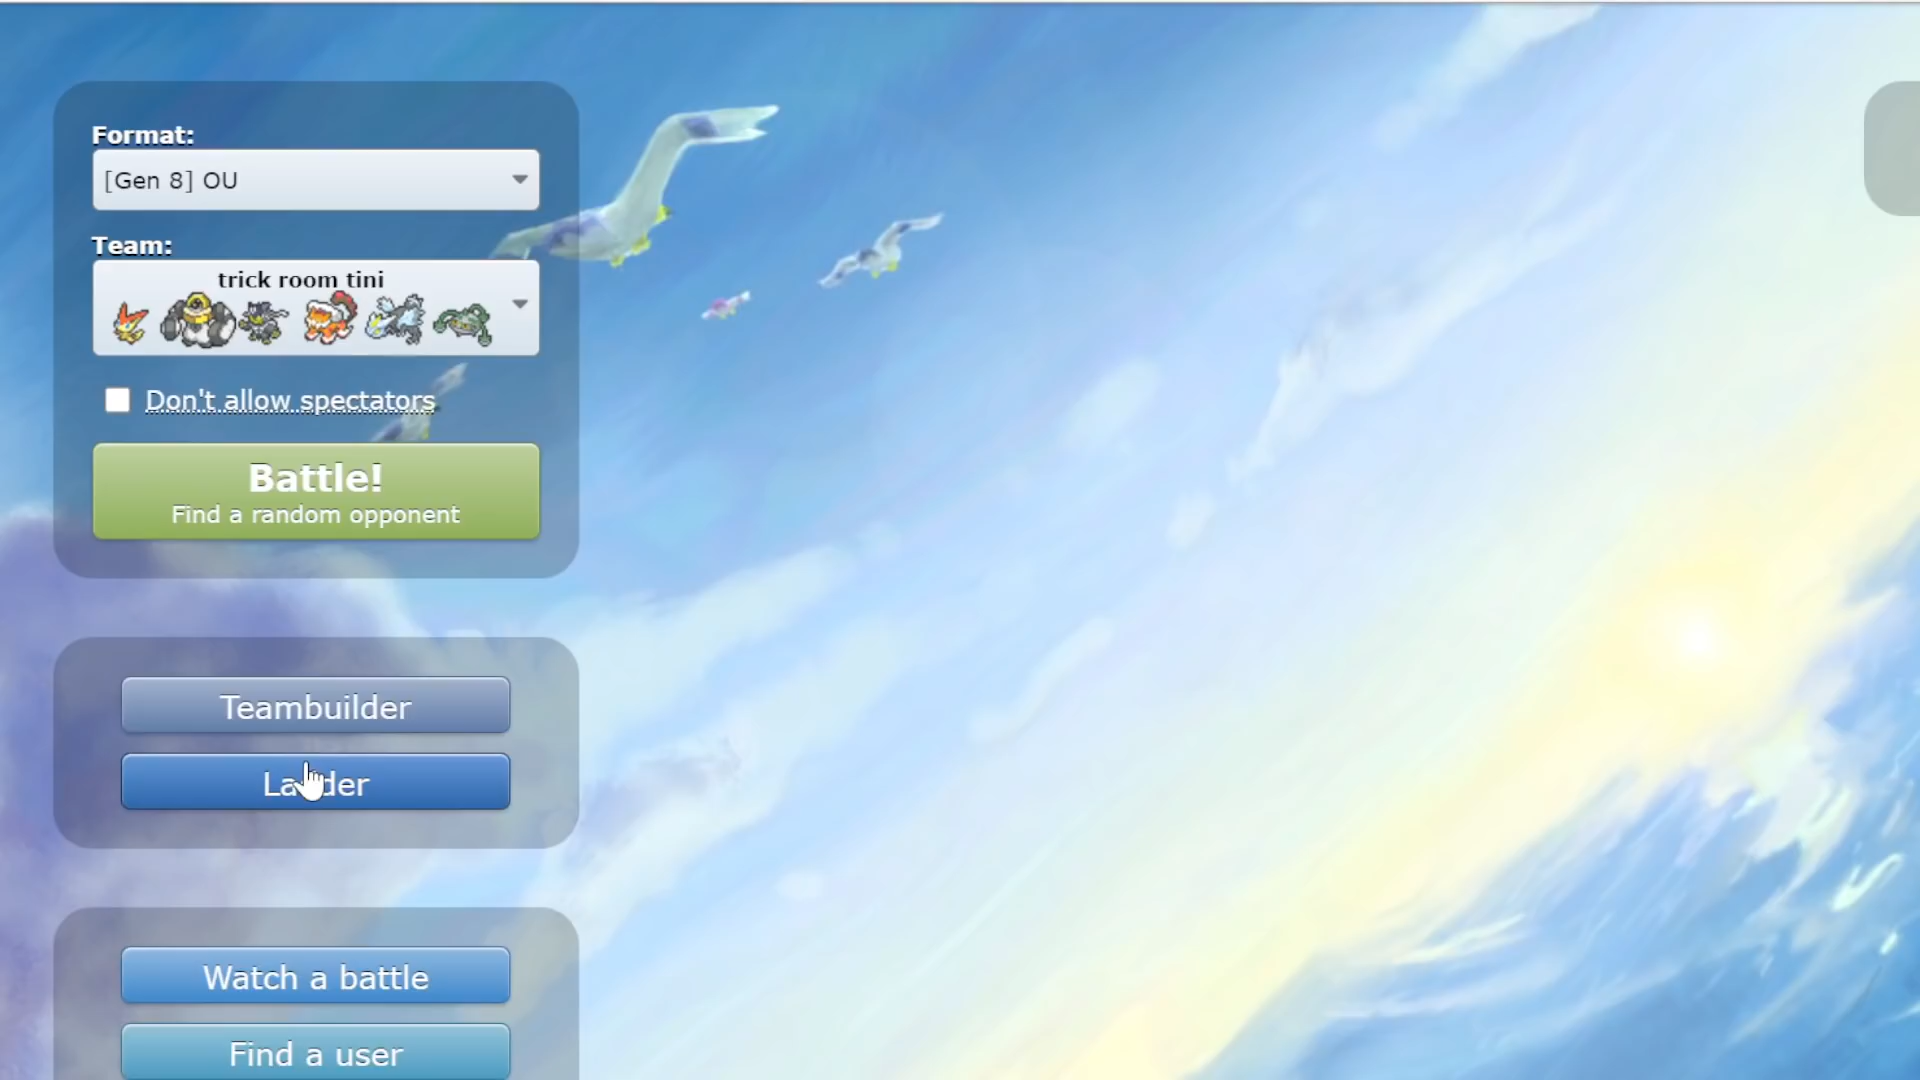 Format:
[Gen 8] OU
Team:
trick room tini
Don't allow spectators
Battle!
Find a random opponent
Teambuilder
Ladder
Watch a battle
Find a user